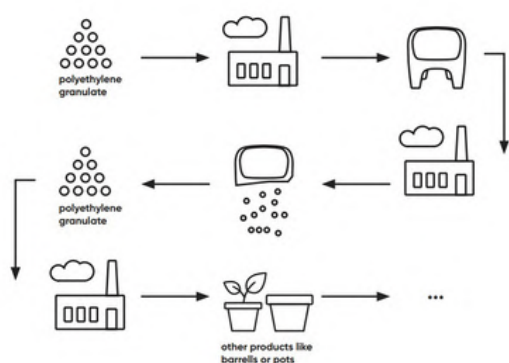 polyethylene
granulate
polyethylene
granulate
...
other products like
barrells or pots